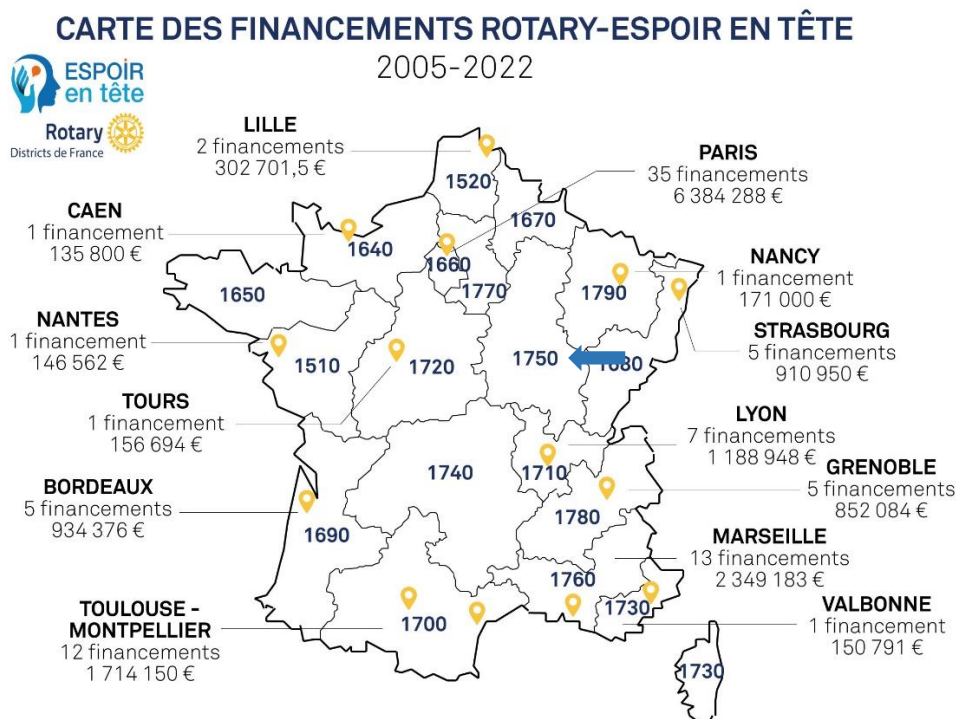 CARTE DES FINANCEMENTS ROTARY-ESPOIR EN TÊTE
2005-2022
ESPOIR
en tête
Rotary
Districts de France
LILLE
2 financements
302 701,5 €
PARIS
35 financements
6 384 288 €
CAEN
1 financement
135 800 €
NANCY
1 financement
171 000 €
NANTES
1 financement
146 562 €
STRASBOURG
5 financements
910 950 €
TOURS
1 financement
156 694 €
LYON
7 financements
1 188 948 €
BORDEAUX
5 financements
934 376 €
GRENOBLE
5 financements
852 084 €
MARSEILLE
13 financements
2 349 183 €
TOULOUSE -
MONTPELLIER
12 financements
1 714 150 €
VALBONNE
1 financement
150 791 €
1520
1670
1640
1660
1770
1650
1790
1510
1720
1750
1680
1740
1710
1780
1690
1760
1700
1730
1730